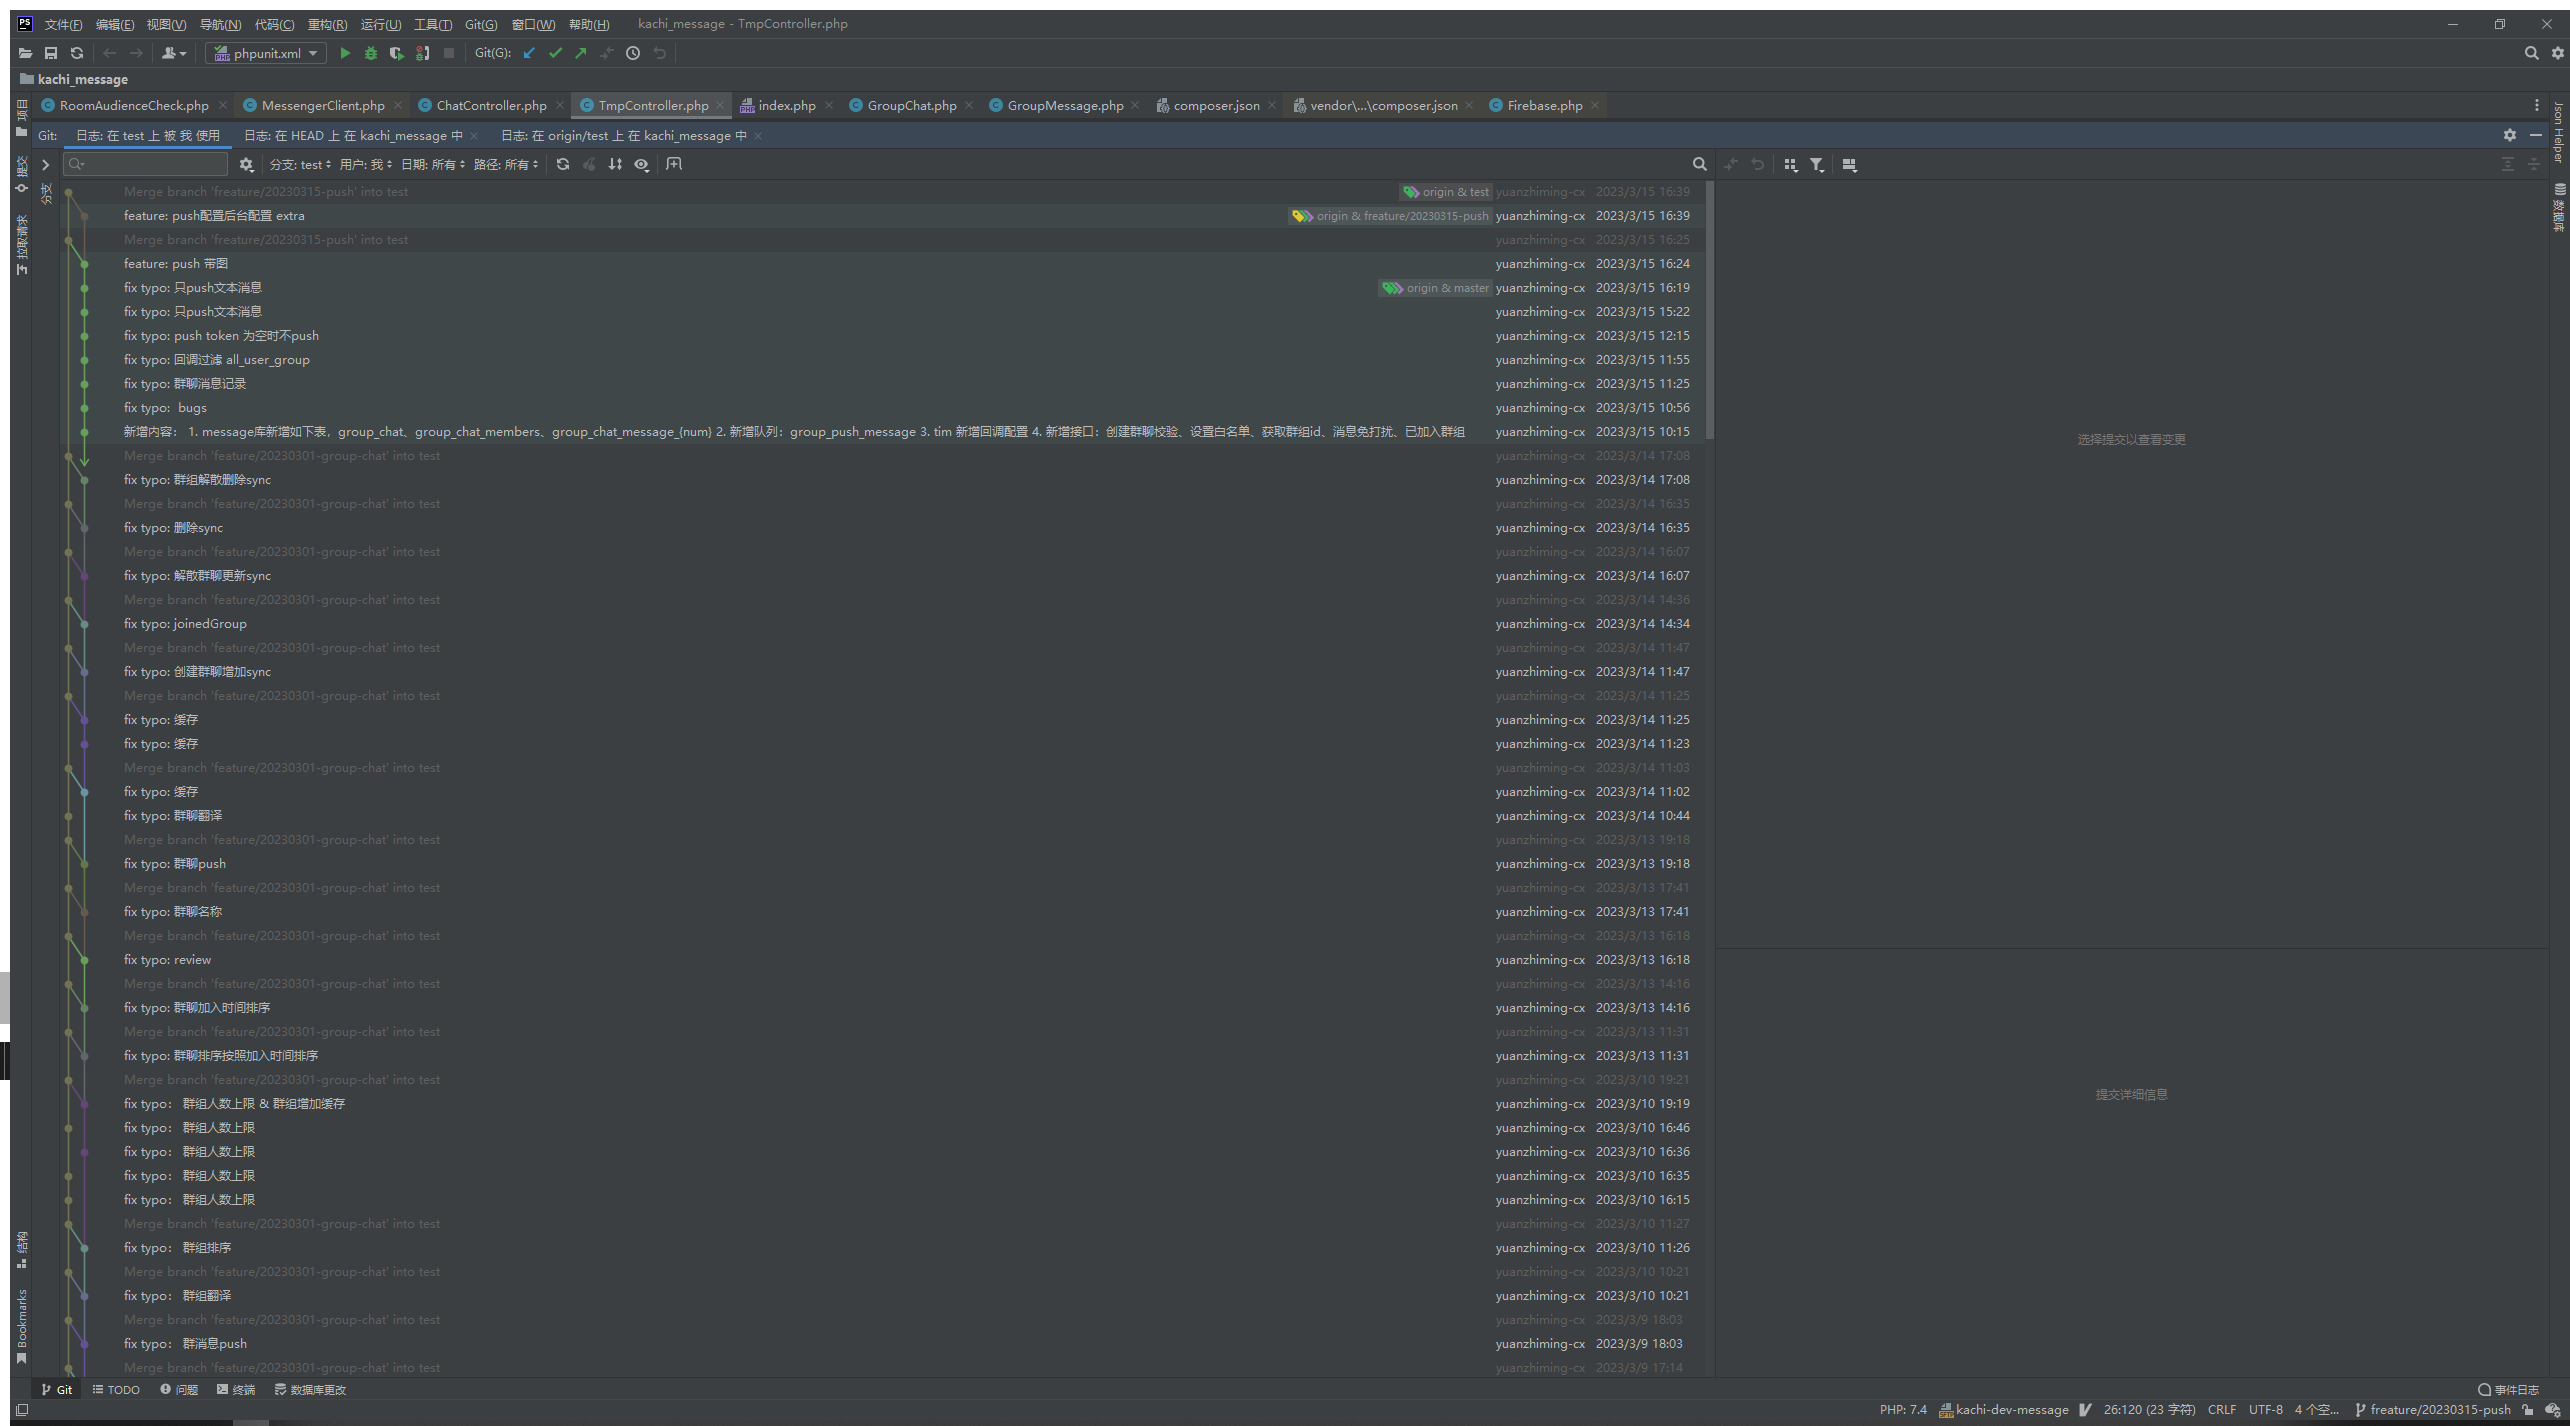 文件(F) 编辑(E) 视图(V) 导航(N) 代码(C) 重构(R) 运行(U) 工具(T) Git(G) 窗口(W) 帮助(H) kachi_message - TmpController.php
phpunit.xml Git(G):
kachi_message
RoomAudienceCheck.php MessengerClient.php ChatController.php TmpController.php index.php GroupChat.php GroupMessage.php composer.json vendor\...\composer.json Firebase.php
Git: 日志: 在 test 上 被 我 使用 日志: 在 HEAD 上 在 kachi_message 中 日志: 在 origin/test 上 在 kachi_message 中
分支: test 用户: 我 日期: 所有 路径: 所有
Merge branch 'freature/20230315-push' into test origin & test yuanzhiming-cx 2023/3/15 16:39
feature: push配置后台配置 extra origin & freature/20230315-push yuanzhiming-cx 2023/3/15 16:39
Merge branch 'freature/20230315-push' into test yuanzhiming-cx 2023/3/15 16:25
feature: push 带图 yuanzhiming-cx 2023/3/15 16:24
fix typo: 只push文本消息 origin & master yuanzhiming-cx 2023/3/15 16:19
fix typo: 只push文本消息 yuanzhiming-cx 2023/3/15 15:22
fix typo: push token 为空时不push yuanzhiming-cx 2023/3/15 12:15
fix typo: 回调过滤 all_user_group yuanzhiming-cx 2023/3/15 11:55
fix typo: 群聊消息记录 yuanzhiming-cx 2023/3/15 11:25
fix typo: bugs yuanzhiming-cx 2023/3/15 10:56
新增内容： 1. message库新增如下表，group_chat、group_chat_members、group_chat_message_{num} 2. 新增队列：group_push_message 3. tim 新增回调配置 4. 新增接口：创建群聊校验、设置白名单、获取群组id、消息免打扰、已加入群组 yuanzhiming-cx 2023/3/15 10:15
Merge branch 'feature/20230301-group-chat' into test yuanzhiming-cx 2023/3/14 17:08
fix typo: 群组解散删除sync yuanzhiming-cx 2023/3/14 17:08
Merge branch 'feature/20230301-group-chat' into test yuanzhiming-cx 2023/3/14 16:35
fix typo: 删除sync yuanzhiming-cx 2023/3/14 16:35
Merge branch 'feature/20230301-group-chat' into test yuanzhiming-cx 2023/3/14 16:07
fix typo: 解散群聊更新sync yuanzhiming-cx 2023/3/14 16:07
Merge branch 'feature/20230301-group-chat' into test yuanzhiming-cx 2023/3/14 14:36
fix typo: joinedGroup yuanzhiming-cx 2023/3/14 14:34
Merge branch 'feature/20230301-group-chat' into test yuanzhiming-cx 2023/3/14 11:47
fix typo: 创建群聊增加sync yuanzhiming-cx 2023/3/14 11:47
Merge branch 'feature/20230301-group-chat' into test yuanzhiming-cx 2023/3/14 11:25
fix typo: 缓存 yuanzhiming-cx 2023/3/14 11:25
fix typo: 缓存 yuanzhiming-cx 2023/3/14 11:23
Merge branch 'feature/20230301-group-chat' into test yuanzhiming-cx 2023/3/14 11:03
fix typo: 缓存 yuanzhiming-cx 2023/3/14 11:02
fix typo: 群聊翻译 yuanzhiming-cx 2023/3/14 10:44
Merge branch 'feature/20230301-group-chat' into test yuanzhiming-cx 2023/3/13 19:18
fix typo: 群聊push yuanzhiming-cx 2023/3/13 19:18
Merge branch 'feature/20230301-group-chat' into test yuanzhiming-cx 2023/3/13 17:41
fix typo: 群聊名称 yuanzhiming-cx 2023/3/13 17:41
Merge branch 'feature/20230301-group-chat' into test yuanzhiming-cx 2023/3/13 16:18
fix typo: review yuanzhiming-cx 2023/3/13 16:18
Merge branch 'feature/20230301-group-chat' into test yuanzhiming-cx 2023/3/13 14:16
fix typo: 群聊加入时间排序 yuanzhiming-cx 2023/3/13 14:16
Merge branch 'feature/20230301-group-chat' into test yuanzhiming-cx 2023/3/13 11:31
fix typo: 群聊排序按照加入时间排序 yuanzhiming-cx 2023/3/13 11:31
Merge branch 'feature/20230301-group-chat' into test yuanzhiming-cx 2023/3/10 19:21
fix typo： 群组人数上限 & 群组增加缓存 yuanzhiming-cx 2023/3/10 19:19
fix typo： 群组人数上限 yuanzhiming-cx 2023/3/10 16:46
fix typo： 群组人数上限 yuanzhiming-cx 2023/3/10 16:36
fix typo： 群组人数上限 yuanzhiming-cx 2023/3/10 16:35
fix typo： 群组人数上限 yuanzhiming-cx 2023/3/10 16:15
Merge branch 'feature/20230301-group-chat' into test yuanzhiming-cx 2023/3/10 11:27
fix typo： 群组排序 yuanzhiming-cx 2023/3/10 11:26
Merge branch 'feature/20230301-group-chat' into test yuanzhiming-cx 2023/3/10 10:21
fix typo： 群组翻译 yuanzhiming-cx 2023/3/10 10:21
Merge branch 'feature/20230301-group-chat' into test yuanzhiming-cx 2023/3/9 18:03
fix typo： 群消息push yuanzhiming-cx 2023/3/9 18:03
Merge branch 'feature/20230301-group-chat' into test yuanzhiming-cx 2023/3/9 17:14
选择提交以查看变更
提交详细信息
项目
提交
拉取请求
分支
结构
Bookmarks
Json Helper
数据库
Git TODO 问题 终端 数据库更改 事件日志
PHP: 7.4 kachi-dev-message 26:120 (23 字符) CRLF UTF-8 4 个空... freature/20230315-push